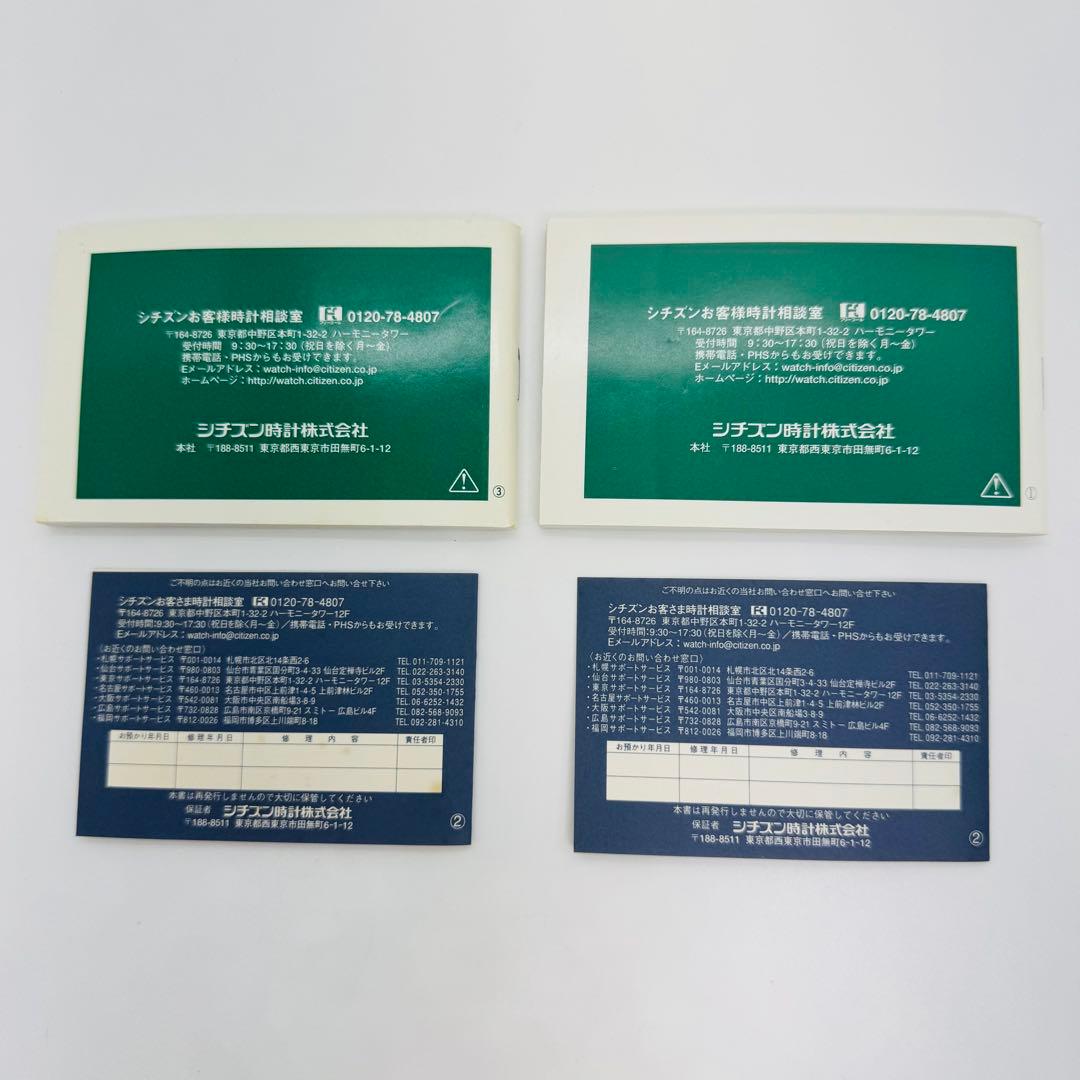 シチズンお客様時計相談室 0120-78-4807
〒164-8726 東京都中野区本町1-32-2 ハーモニータワー
受付時間 9:30〜17:30(祝日を除く月〜金)
携帯電話・PHSからもお受けできます。
Eメールアドレス:watch-info@citizen.co.jp
ホームページ:http://watch.citizen.co.jp
シチズン時計株式会社
本社 〒188-8511 東京都西東京市田無町6-1-12
③
シチズンお客様時計相談室 0120-78-4807
〒164-8726 東京都中野区本町1-32-2 ハーモニータワー
受付時間 9:30〜17:30(祝日を除く月〜金)
携帯電話・PHSからもお受けできます。
Eメールアドレス:watch-info@citizen.co.jp
ホームページ:http://watch.citizen.co.jp
シチズン時計株式会社
本社 〒188-8511 東京都西東京市田無町6-1-12
①
ご不明の点はお近くの当社お問い合わせ窓口へお問い合せ下さい
シチズンお客さま時計相談室 0120-78-4807
〒164-8726 東京都中野区本町1-32-2 ハーモニータワー12F
受付時間:9:30〜17:30(祝日を除く月〜金)/携帯電話・PHSからもお受けできます。
Eメールアドレス:watch-info@citizen.co.jp
〈お近くのお問い合わせ窓口〉
・札幌サポートサービス 〒001-0014 札幌市北区北14条西2-6 TEL 011-709-1121
・仙台サポートサービス 〒980-0803 仙台市青葉区国分町3-4-33 仙台定禅寺ビル2F TEL 022-263-3140
・東京サポートサービス 〒164-8726 東京都中野区本町1-32-2 ハーモニータワー12F TEL 03-5354-2330
・名古屋サポートサービス 〒460-0013 名古屋市中区上前津1-4-5 上前津林ビル2F TEL 052-350-1755
・大阪サポートサービス 〒542-0081 大阪市中央区南船場3-8-9 TEL 06-6252-1432
・広島サポートサービス 〒732-0828 広島市南区京橋町9-21 スミトー広島ビル4F TEL 082-568-9093
・福岡サポートサービス 〒812-0026 福岡市博多区上川端町8-18 TEL 092-281-4310
お預かり年月日 修理年月日 修理内容 責任者印
本書は再発行しませんので大切に保管してください
保証者 シチズン時計株式会社
〒188-8511 東京都西東京市田無町6-1-12
②
ご不明の点はお近くの当社お問い合わせ窓口へお問い合せ下さい
シチズンお客さま時計相談室 0120-78-4807
〒164-8726 東京都中野区本町1-32-2 ハーモニータワー12F
受付時間:9:30〜17:30(祝日を除く月〜金)/携帯電話・PHSからもお受けできます。
Eメールアドレス:watch-info@citizen.co.jp
〈お近くのお問い合わせ窓口〉
・札幌サポートサービス 〒001-0014 札幌市北区北14条西2-6 TEL 011-709-1121
・仙台サポートサービス 〒980-0803 仙台市青葉区国分町3-4-33 仙台定禅寺ビル2F TEL 022-263-3140
・東京サポートサービス 〒164-8726 東京都中野区本町1-32-2 ハーモニータワー12F TEL 03-5354-2330
・名古屋サポートサービス 〒460-0013 名古屋市中区上前津1-4-5 上前津林ビル2F TEL 052-350-1755
・大阪サポートサービス 〒542-0081 大阪市中央区南船場3-8-9 TEL 06-6252-1432
・広島サポートサービス 〒732-0828 広島市南区京橋町9-21 スミトー広島ビル4F TEL 082-568-9093
・福岡サポートサービス 〒812-0026 福岡市博多区上川端町8-18 TEL 092-281-4310
お預かり年月日 修理年月日 修理内容 責任者印
本書は再発行しませんので大切に保管してください
保証者 シチズン時計株式会社
〒188-8511 東京都西東京市田無町6-1-12
②